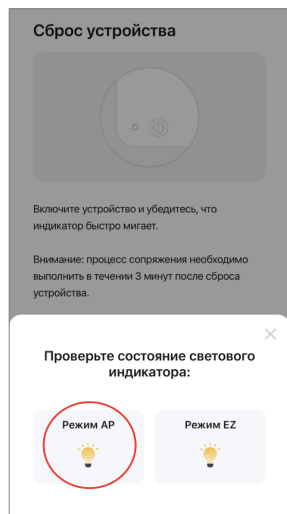 Сброс устройства
Включите устройство и убедитесь, что
индикатор быстро мигает.
Внимание: процесс сопряжения необходимо
выполнить в течении 3 минут после сброса
устройства.
Проверьте состояние светового
индикатора:
Режим AP
Режим EZ